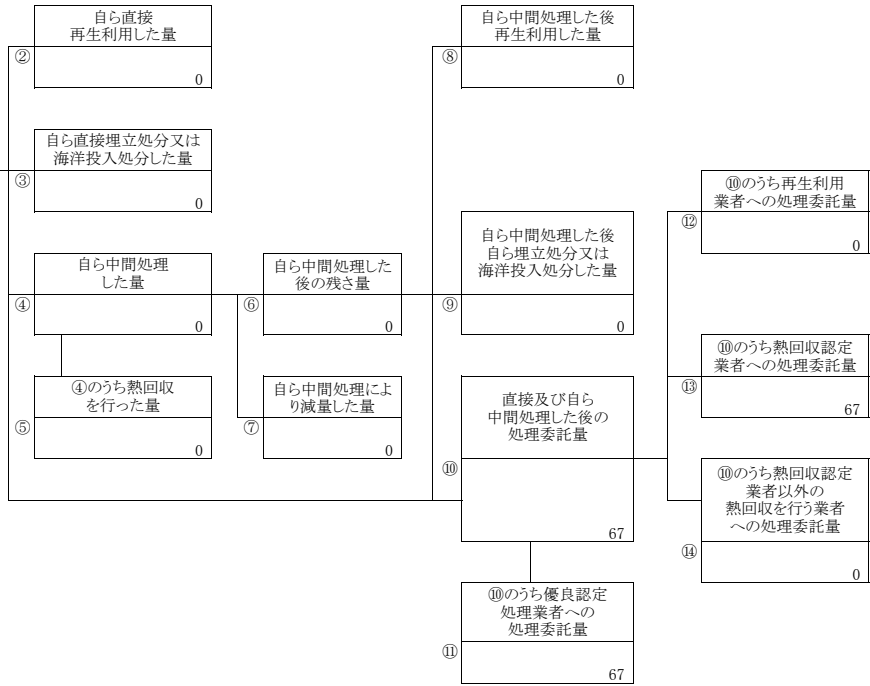 自ら直接
再生利用した量
②
0
自ら直接埋立処分又は
海洋投入処分した量
③
0
自ら中間処理
した量
④
0
④のうち熱回収
を行った量
⑤
0
自ら中間処理した
後の残さ量
⑥
0
自ら中間処理によ
り減量した量
⑦
0
自ら中間処理した後
再生利用した量
⑧
0
自ら中間処理した後
自ら埋立処分又は
海洋投入処分した量
⑨
0
直接及び自ら
中間処理した後の
処理委託量
⑩
67
⑩のうち優良認定
処理業者への
処理委託量
⑪
67
⑩のうち再生利用
業者への処理委託量
⑫
0
⑩のうち熱回収認定
業者への処理委託量
⑬
67
⑩のうち熱回収認定
業者以外の
熱回収を行う業者
への処理委託量
⑭
0